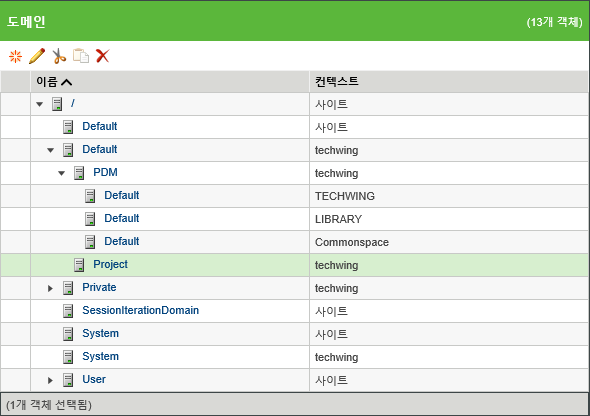 도메인 (13개 객체)
이름 컨텍스트
/ 사이트
Default 사이트
Default techwing
PDM techwing
Default TECHWING
Default LIBRARY
Default Commonspace
Project techwing
Private techwing
SessionIterationDomain 사이트
System 사이트
System techwing
User 사이트
(1개 객체 선택됨)